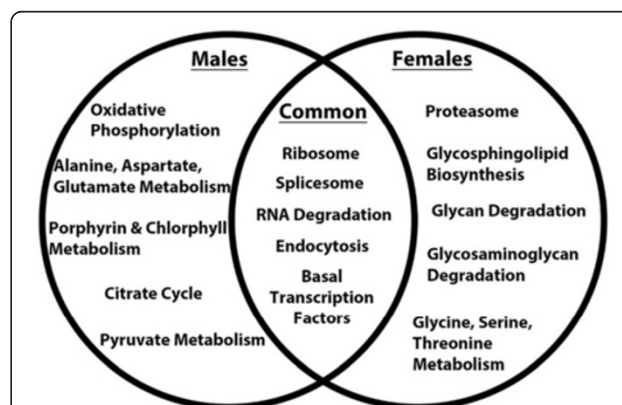 Males
Oxidative
Phosphorylation
Alanine, Aspartate,
Glutamate Metabolism
Porphyrin & Chlorphyll
Metabolism
Citrate Cycle
Pyruvate Metabolism
Common
Ribosome
Splicesome
RNA Degradation
Endocytosis
Basal
Transcription
Factors
Females
Proteasome
Glycosphingolipid
Biosynthesis
Glycan Degradation
Glycosaminoglycan
Degradation
Glycine, Serine,
Threonine
Metabolism